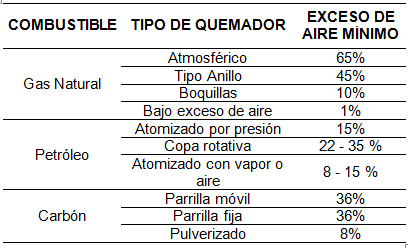 COMBUSTIBLE TIPO DE QUEMADOR EXCESO DE AIRE MÍNIMO
Gas Natural
Atmosférico 65%
Tipo Anillo 45%
Boquillas 10%
Bajo exceso de aire 1%
Petróleo
Atomizado por presión 15%
Copa rotativa 22 - 35 %
Atomizado con vapor o aire 8 - 15 %
Carbón
Parrilla móvil 36%
Parrilla fija 36%
Pulverizado 8%